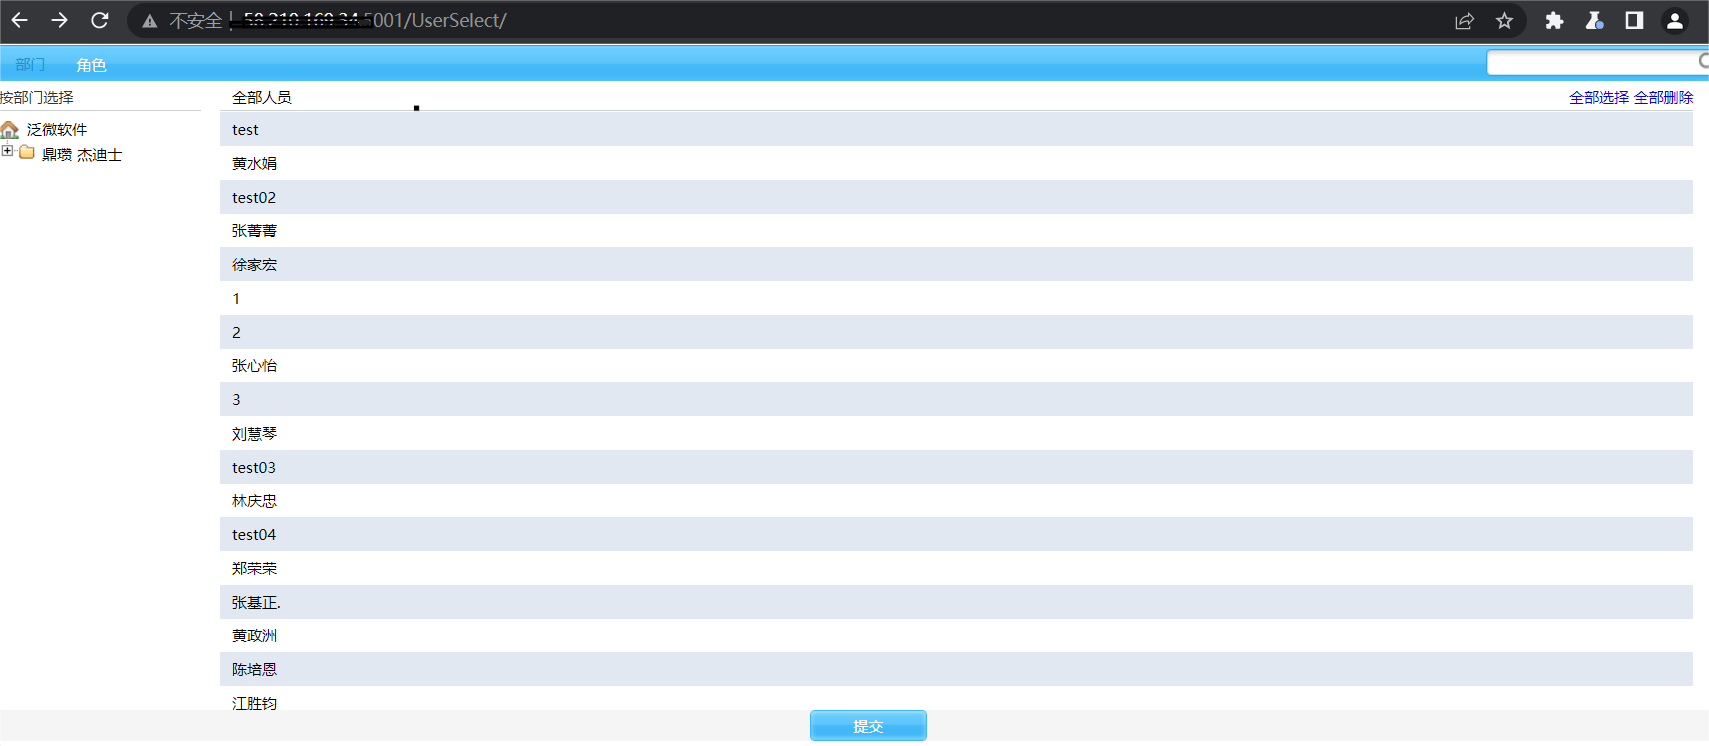 不安全 | 5001/UserSelect/
部门 角色
按部门选择
泛微软件
鼎瓒 杰迪士
全部人员 全部选择 全部删除
test
黄水娟
test02
张菁菁
徐家宏
1
2
张心怡
3
刘慧琴
test03
林庆忠
test04
郑荣荣
张基正.
黄政洲
陈培恩
江胜钧
提交